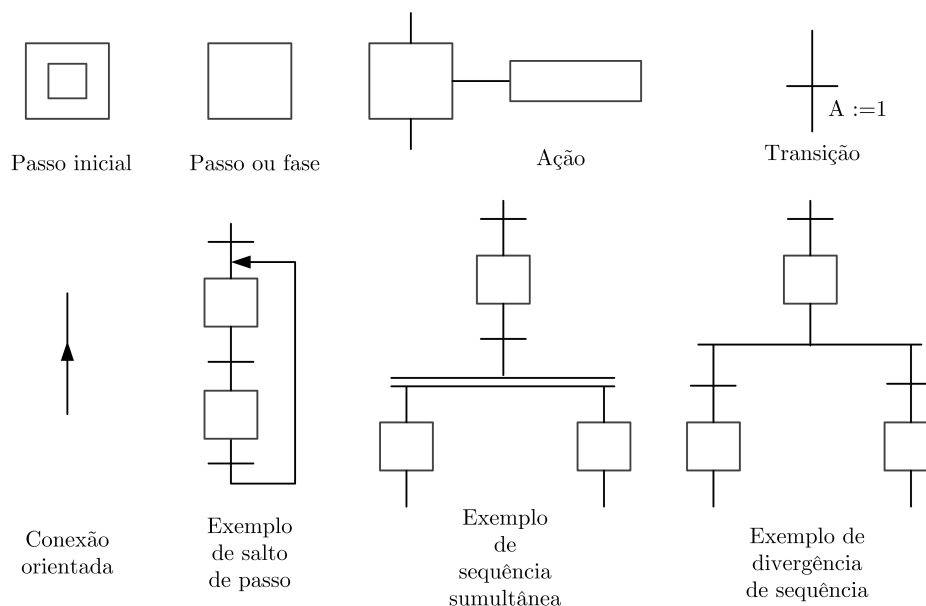 Passo inicial
Passo ou fase
Ação
A :=1
Transição
Conexão
orientada
Exemplo
de salto
de passo
Exemplo
de
sequência
sumultânea
Exemplo de
divergência
de sequência